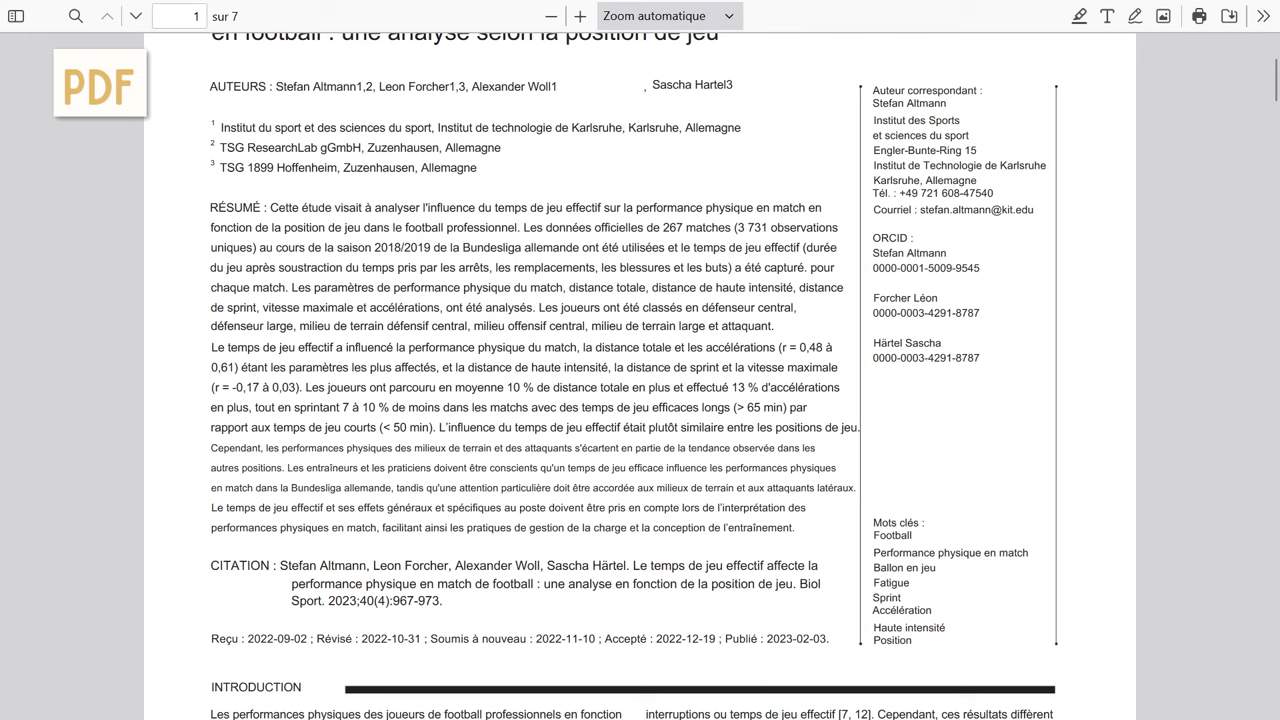 1 sur 7
Zoom automatique
PDF
en football : une analyse selon la position de jeu
AUTEURS : Stefan Altmann1,2, Leon Forcher1,3, Alexander Woll1 , Sascha Hartel3
1 Institut du sport et des sciences du sport, Institut de technologie de Karlsruhe, Karlsruhe, Allemagne
2 TSG ResearchLab gGmbH, Zuzenhausen, Allemagne
3 TSG 1899 Hoffenheim, Zuzenhausen, Allemagne
RÉSUMÉ : Cette étude visait à analyser l'influence du temps de jeu effectif sur la performance physique en match en
fonction de la position de jeu dans le football professionnel. Les données officielles de 267 matches (3 731 observations
uniques) au cours de la saison 2018/2019 de la Bundesliga allemande ont été utilisées et le temps de jeu effectif (durée
du jeu après soustraction du temps pris par les arrêts, les remplacements, les blessures et les buts) a été capturé. pour
chaque match. Les paramètres de performance physique du match, distance totale, distance de haute intensité, distance
de sprint, vitesse maximale et accélérations, ont été analysés. Les joueurs ont été classés en défenseur central,
défenseur large, milieu de terrain défensif central, milieu offensif central, milieu de terrain large et attaquant.
Le temps de jeu effectif a influencé la performance physique du match, la distance totale et les accélérations (r = 0,48 à
0,61) étant les paramètres les plus affectés, et la distance de haute intensité, la distance de sprint et la vitesse maximale
(r = -0,17 à 0,03). Les joueurs ont parcouru en moyenne 10 % de distance totale en plus et effectué 13 % d'accélérations
en plus, tout en sprintant 7 à 10 % de moins dans les matchs avec des temps de jeu efficaces longs (> 65 min) par
rapport aux temps de jeu courts (< 50 min). L'influence du temps de jeu effectif était plutôt similaire entre les positions de jeu.
Cependant, les performances physiques des milieux de terrain et des attaquants s'écartent en partie de la tendance observée dans les
autres positions. Les entraîneurs et les praticiens doivent être conscients qu'un temps de jeu efficace influence les performances physiques
en match dans la Bundesliga allemande, tandis qu'une attention particulière doit être accordée aux milieux de terrain et aux attaquants latéraux.
Le temps de jeu effectif et ses effets généraux et spécifiques au poste doivent être pris en compte lors de l'interprétation des
performances physiques en match, facilitant ainsi les pratiques de gestion de la charge et la conception de l'entraînement.
CITATION : Stefan Altmann, Leon Forcher, Alexander Woll, Sascha Härtel. Le temps de jeu effectif affecte la
performance physique en match de football : une analyse en fonction de la position de jeu. Biol
Sport. 2023;40(4):967-973.
Reçu : 2022-09-02 ; Révisé : 2022-10-31 ; Soumis à nouveau : 2022-11-10 ; Accepté : 2022-12-19 ; Publié : 2023-02-03.
Auteur correspondant :
Stefan Altmann
Institut des Sports
et sciences du sport
Engler-Bunte-Ring 15
Institut de Technologie de Karlsruhe
Karlsruhe, Allemagne
Tél. : +49 721 608-47540
Courriel : stefan.altmann@kit.edu
ORCID :
Stefan Altmann
0000-0001-5009-9545
Forcher Léon
0000-0003-4291-8787
Härtel Sascha
0000-0003-4291-8787
Mots clés :
Football
Performance physique en match
Ballon en jeu
Fatigue
Sprint
Accélération
Haute intensité
Position
INTRODUCTION
Les performances physiques des joueurs de football professionnels en fonction
interruptions ou temps de jeu effectif [7, 12]. Cependant, ces résultats diffèrent